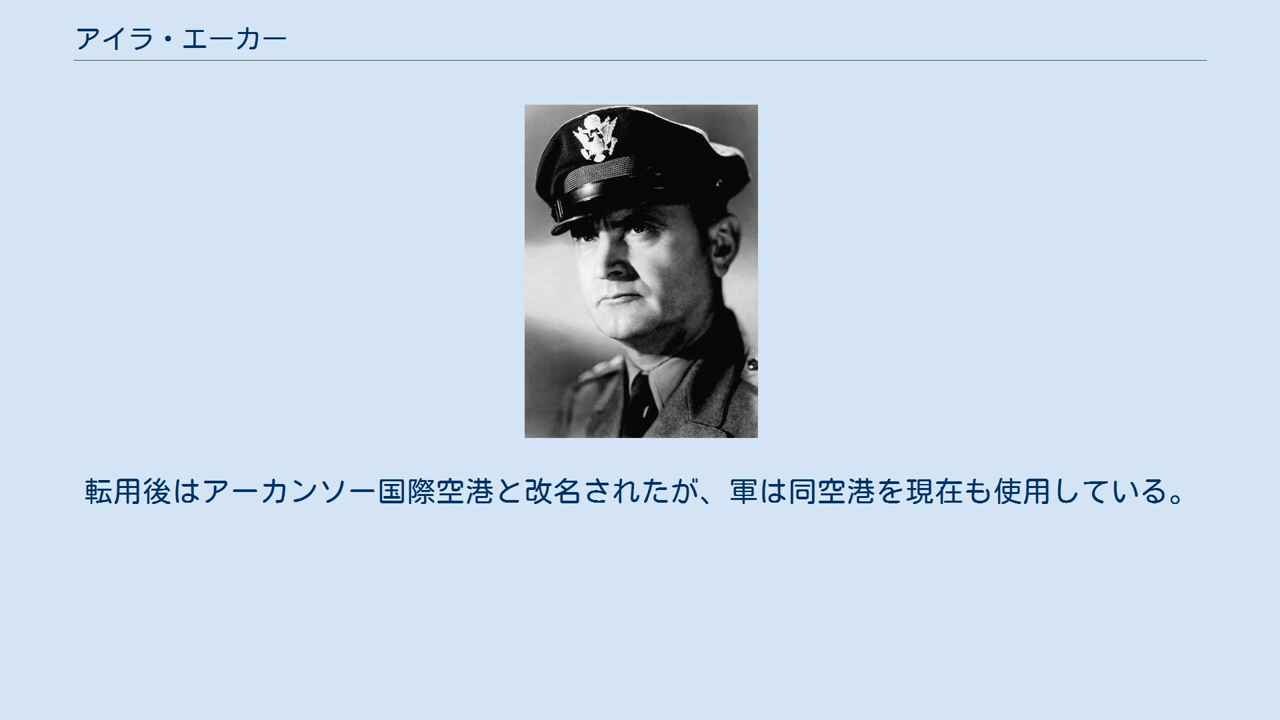 アイラ・エーカー
転用後はアーカンソー国際空港と改名されたが、軍は同空港を現在も使用している。